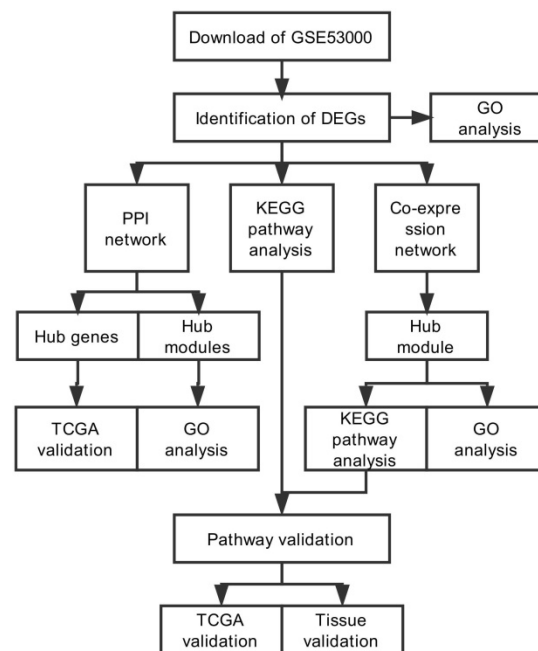 Download of GSE53000
Identification of DEGs
GO
analysis
PPI
network
KEGG
pathway
analysis
Co-expre
ssion
network
Hub genes
Hub
modules
Hub
module
TCGA
validation
GO
analysis
KEGG
pathway
analysis
GO
analysis
Pathway validation
TCGA
validation
Tissue
validation